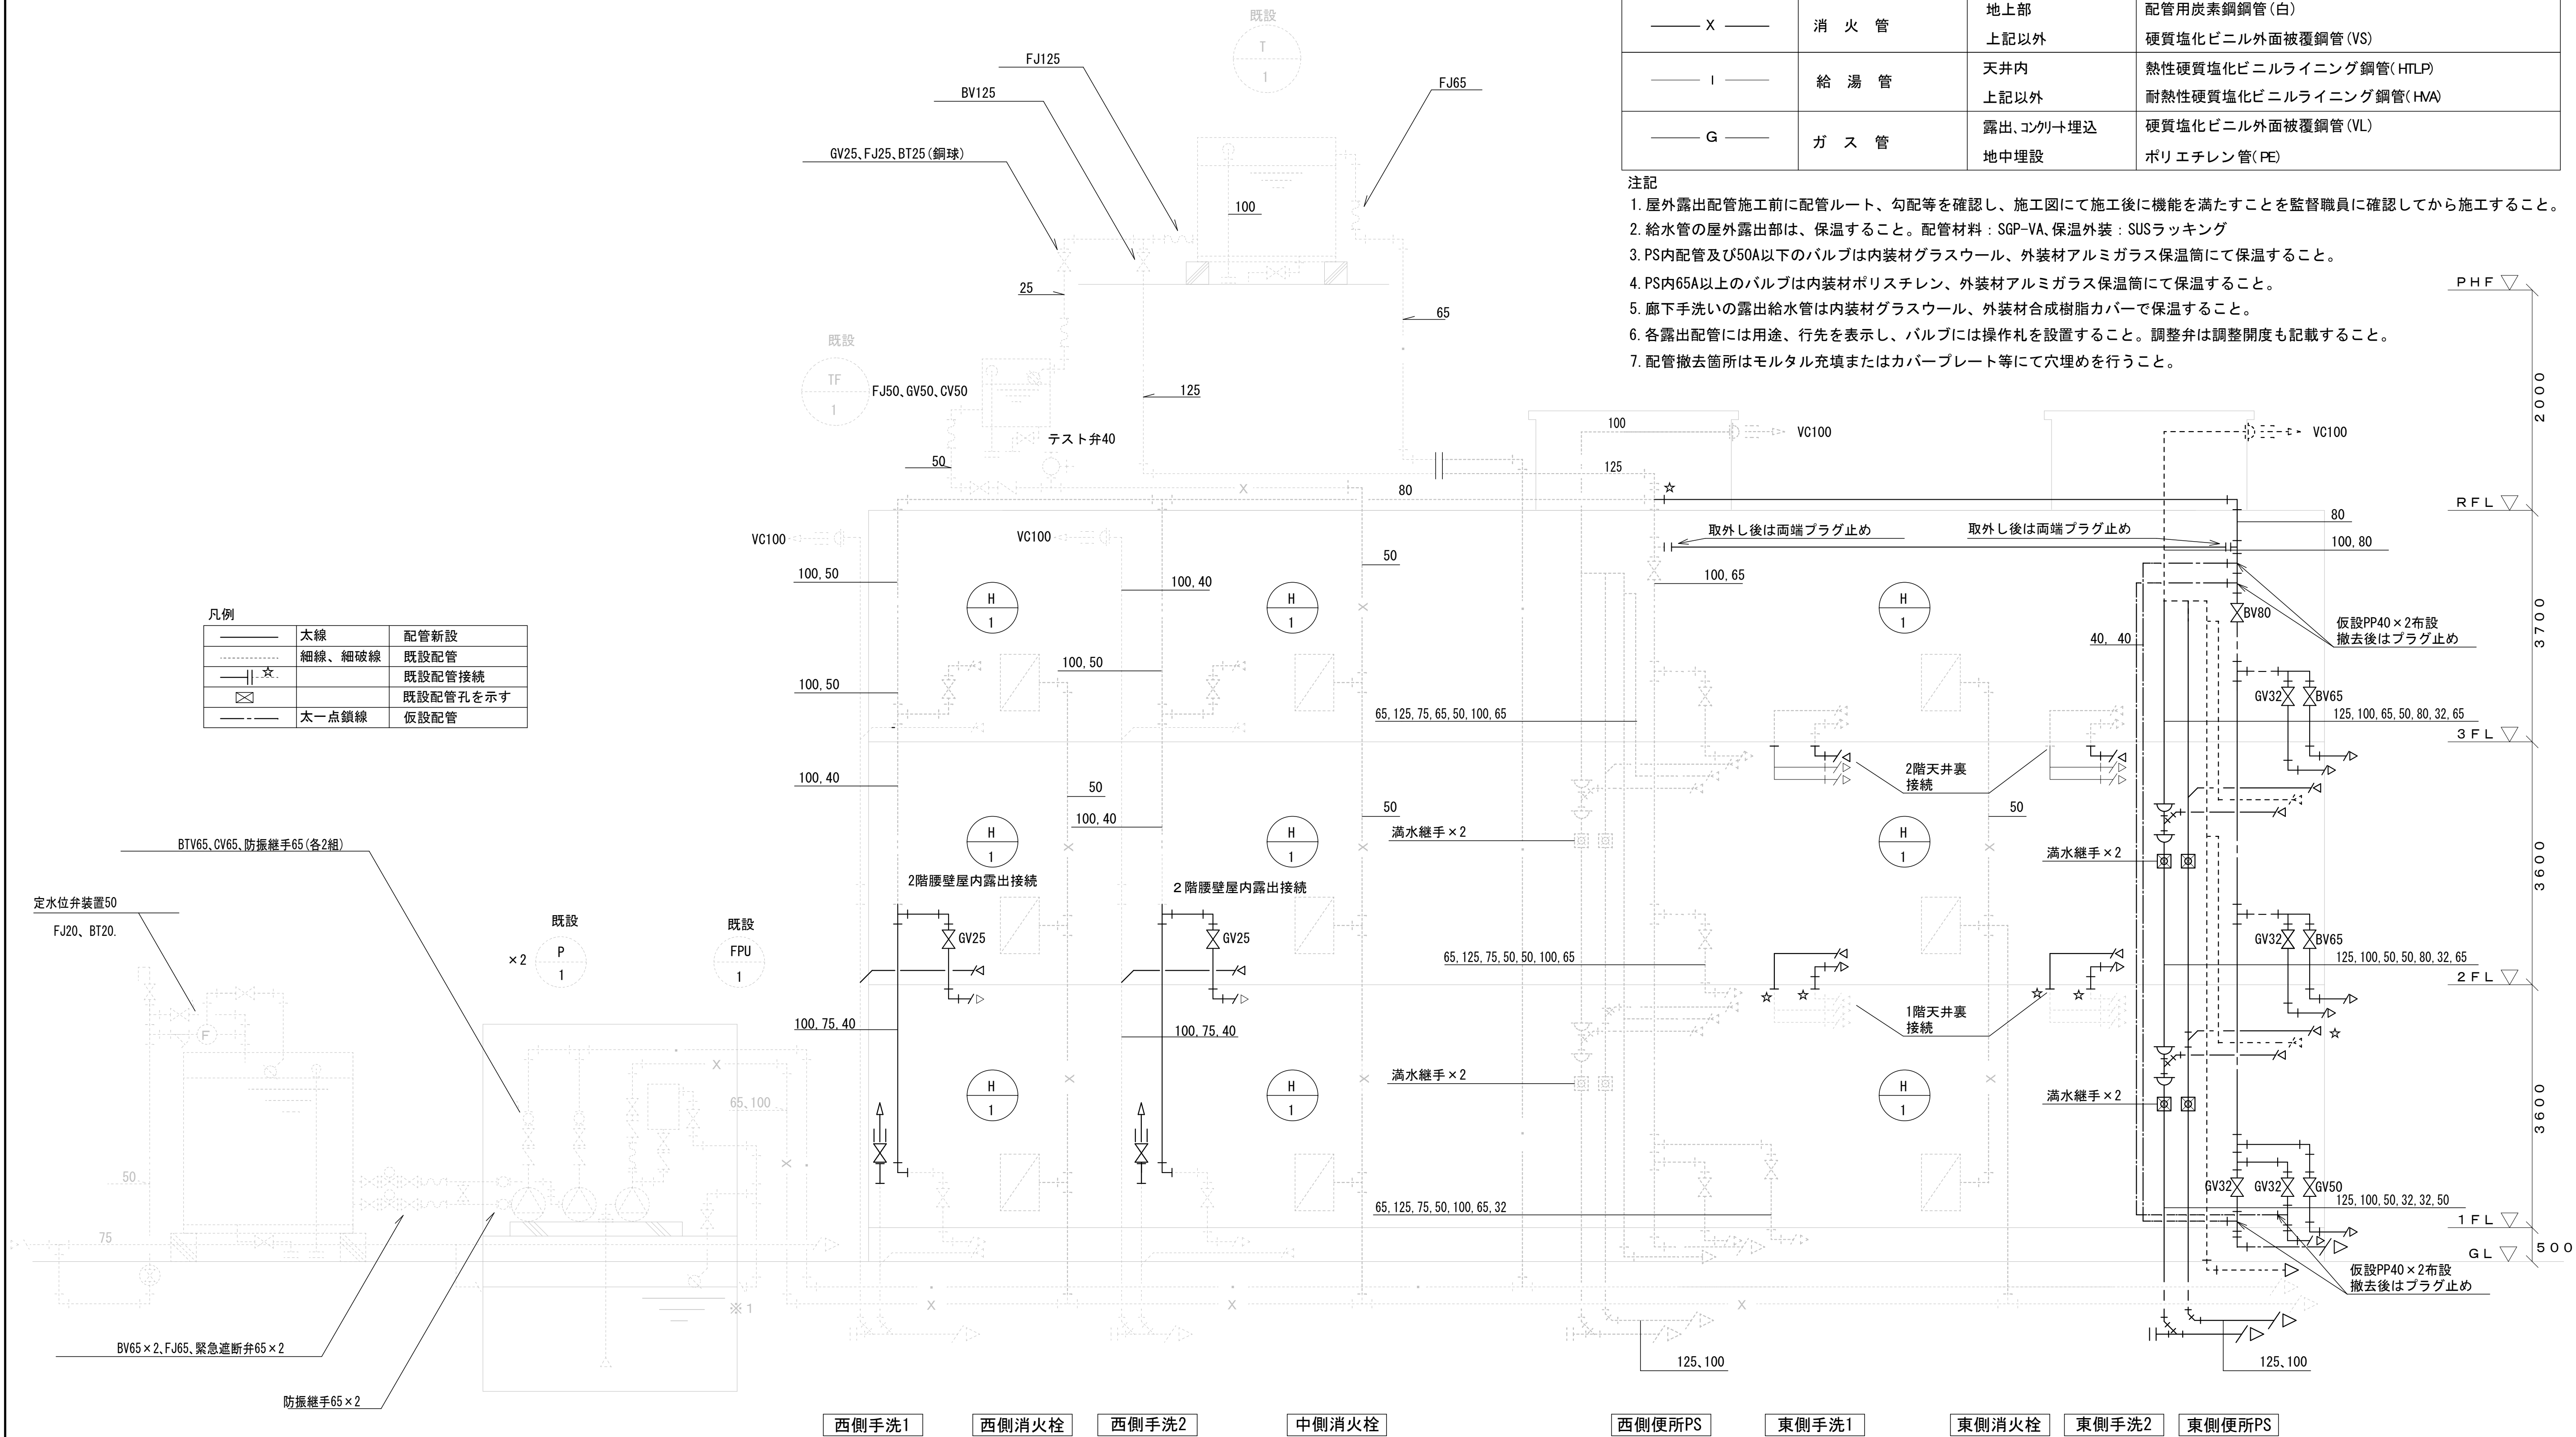 X
消火管
地上部
配管用炭素鋼鋼管(白)
上記以外
硬質塩化ビニル外面被覆鋼管(VS)
I
給湯管
天井内
熱性硬質塩化ビニルライニング鋼管(HTLP)
上記以外
耐熱性硬質塩化ビニルライニング鋼管(HVA)
G
ガス管
露出、コンクリート埋込
硬質塩化ビニル外面被覆鋼管(VL)
地中埋設
ポリエチレン管(PE)
注記
1. 屋外露出配管施工前に配管ルート、勾配等を確認し、施工図にて施工後に機能を満たすことを監督職員に確認してから施工すること。
2. 給水管の屋外露出部は、保温すること。配管材料：SGP-VA、保温外装：SUSラッキング
3. PS内配管及び50A以下のバルブは内装材グラスウール、外装材アルミガラス保温筒にて保温すること。
4. PS内65A以上のバルブは内装材ポリスチレン、外装材アルミガラス保温筒にて保温すること。
5. 廊下手洗いの露出給水管は内装材グラスウール、外装材合成樹脂カバーで保温すること。
6. 各露出配管には用途、行先を表示し、バルブには操作札を設置すること。調整弁は調整開度も記載すること。
7. 配管撤去箇所はモルタル充填またはカバープレート等にて穴埋めを行うこと。
既設
T
1
FJ125
BV125
GV25、FJ25、BT25(銅球)
FJ65
100
25
65
125
既設
TF
1
FJ50、GV50、CV50
テスト弁40
50
X
80
100
VC100
125
VC100
PHF
2000
RFL
3700
3FL
3600
2FL
3600
1FL
500
GL
☆
取外し後は両端プラグ止め
取外し後は両端プラグ止め
80
100,80
VC100
VC100
100,50
100,40
50
100,65
H
1
H
1
H
1
X
BV80
仮設PP40×2布設
撤去後はプラグ止め
40, 40
100,50
100,50
65,125,75,65,50,100,65
GV32
BV65
125,100,65,50,80,32,65
凡例
太線
配管新設
細線、細破線
既設配管
☆
既設配管接続
既設配管孔を示す
太一点鎖線
仮設配管
100,40
50
100,40
50
2階天井裏
接続
50
H
1
H
1
H
1
X
X
X
満水継手×2
満水継手×2
2階腰壁屋内露出接続
２階腰壁屋内露出接続
GV25
GV25
65,125,75,50,50,100,65
GV32
BV65
125,100,50,50,80,32,65
☆
☆
☆
☆
1階天井裏
接続
☆
100,75,40
100,75,40
BTV65、CV65、防振継手65(各2組)
定水位弁装置50
FJ20、BT20.
既設
×2
P
1
既設
FPU
1
F
X
65,100
X
H
1
H
1
H
1
X
X
X
満水継手×2
満水継手×2
50
75
65,125,75,50,100,65,32
GV32
GV32
GV50
125,100,50,32,32,50
仮設PP40×2布設
撤去後はプラグ止め
※1
X
X
X
BV65×2、FJ65、緊急遮断弁65×2
防振継手65×2
125、100
125、100
西側手洗1
西側消火栓
西側手洗2
中側消火栓
西側便所PS
東側手洗1
東側消火栓
東側手洗2
東側便所PS